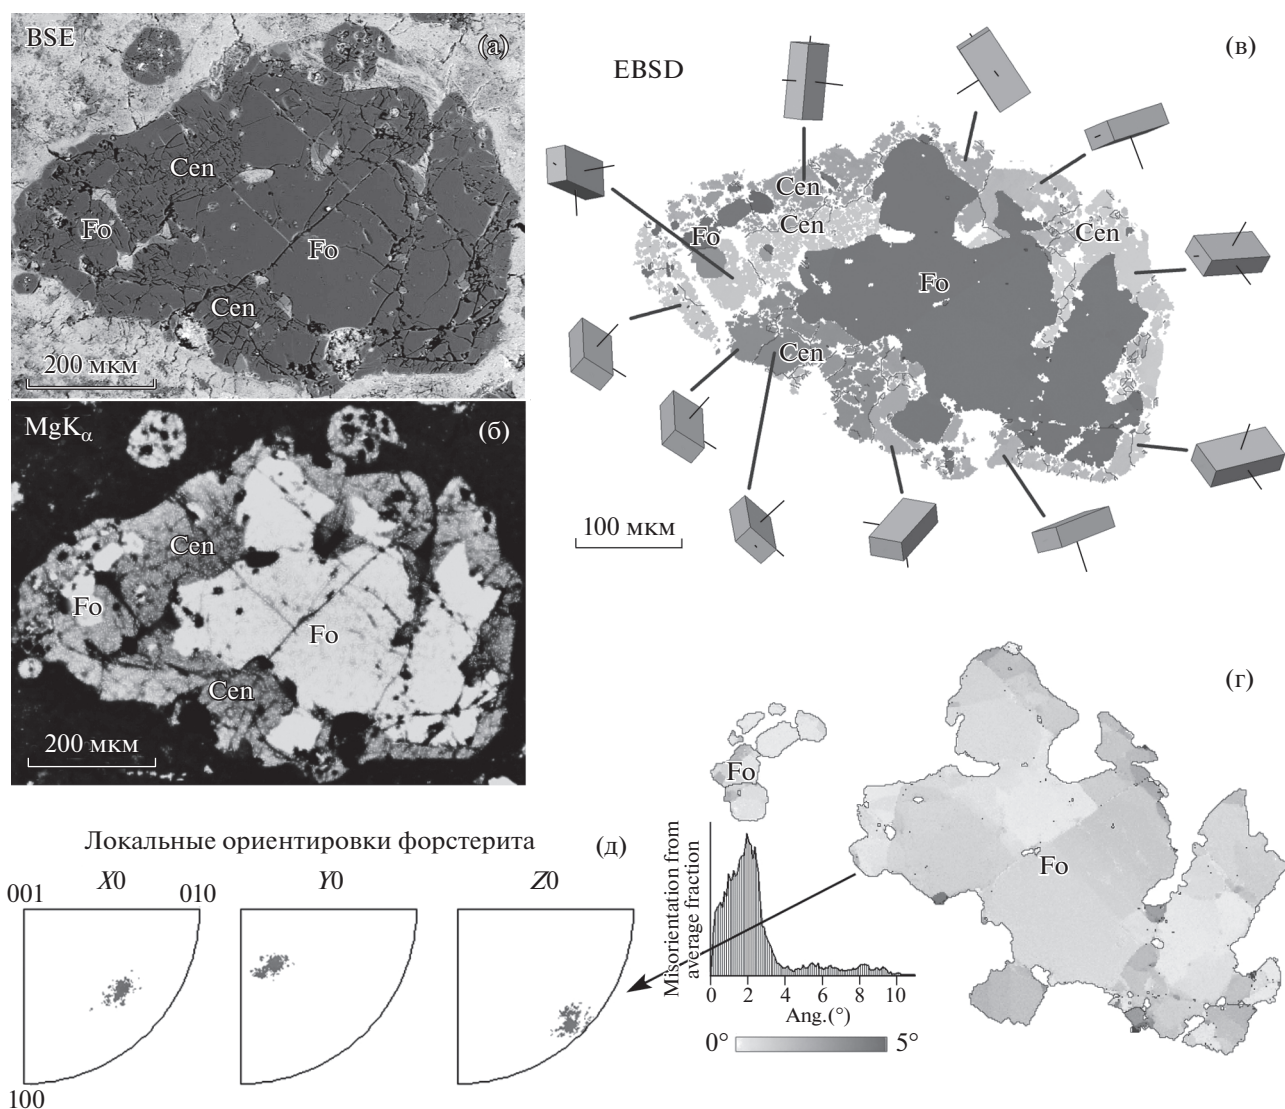 BSE
(а)
Cen
Fo
Fo
Cen
200 мкм
MgKα
(б)
Cen
Fo
Fo
Cen
200 мкм
EBSD
(в)
Cen
Cen
Cen
Fo
Fo
Cen
100 мкм
(г)
Fo
Fo
Misorientation from
average fraction
0 2 4 6 8 10
Ang.(°)
0° 5°
Локальные ориентировки форстерита
(д)
001 X0 010
Y0
Z0
100